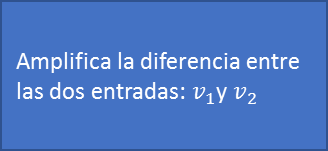 Amplifica la diferencia entre
las dos entradas: 𝑣₁y 𝑣₂